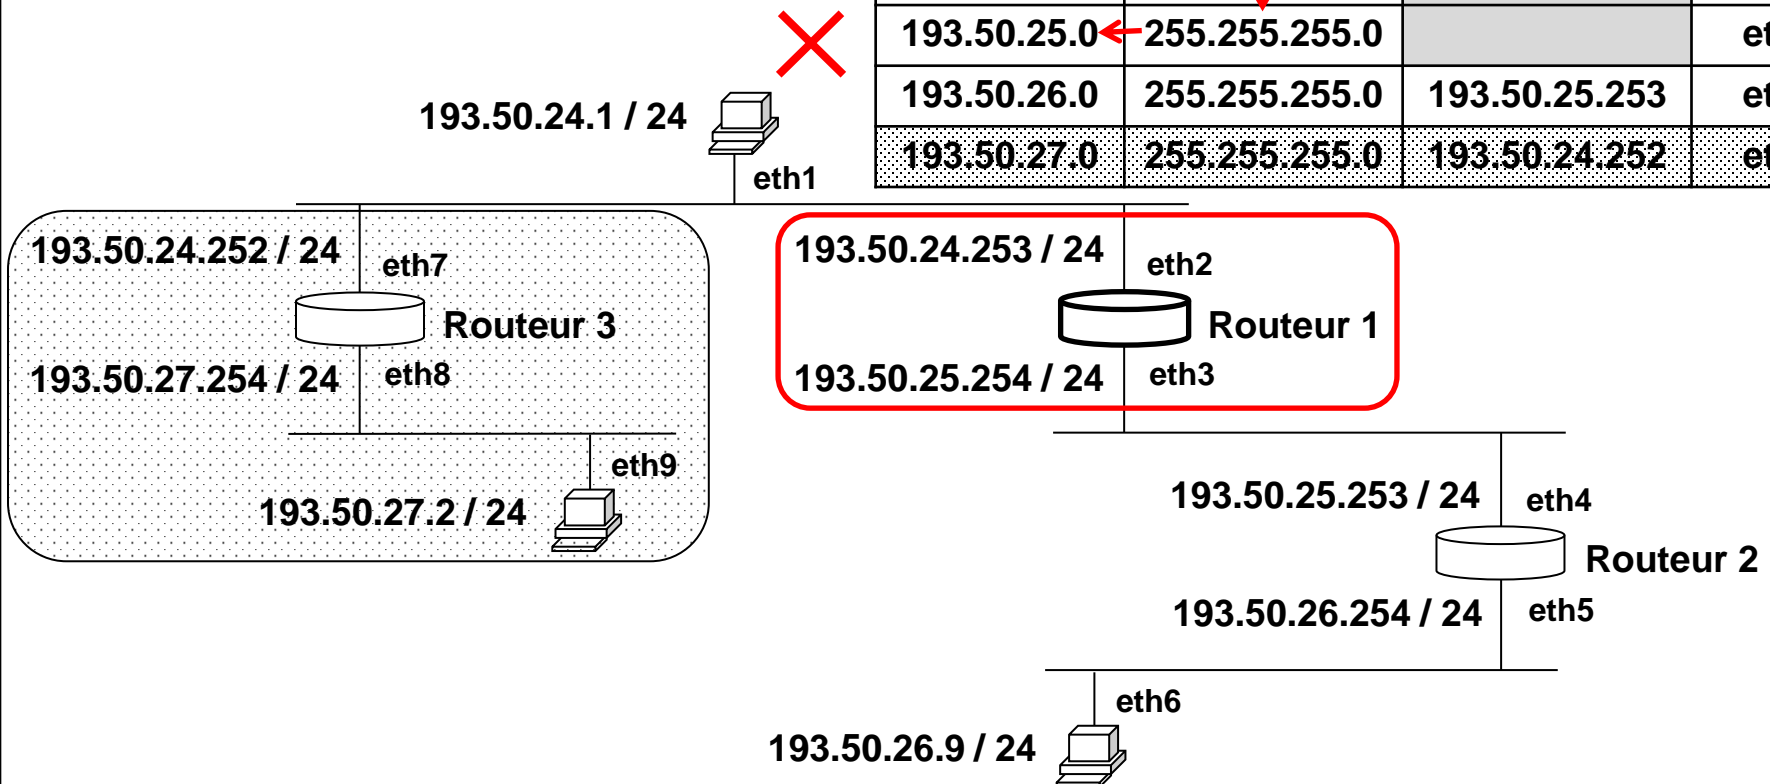 193.50.25.0 255.255.255.0 et
193.50.26.0 255.255.255.0 193.50.25.253 et
193.50.27.0 255.255.255.0 193.50.24.252 et
193.50.24.1 / 24
eth1
193.50.24.252 / 24
eth7
Routeur 3
193.50.27.254 / 24
eth8
eth9
193.50.27.2 / 24
193.50.24.253 / 24
eth2
Routeur 1
193.50.25.254 / 24
eth3
193.50.25.253 / 24
eth4
Routeur 2
193.50.26.254 / 24
eth5
eth6
193.50.26.9 / 24